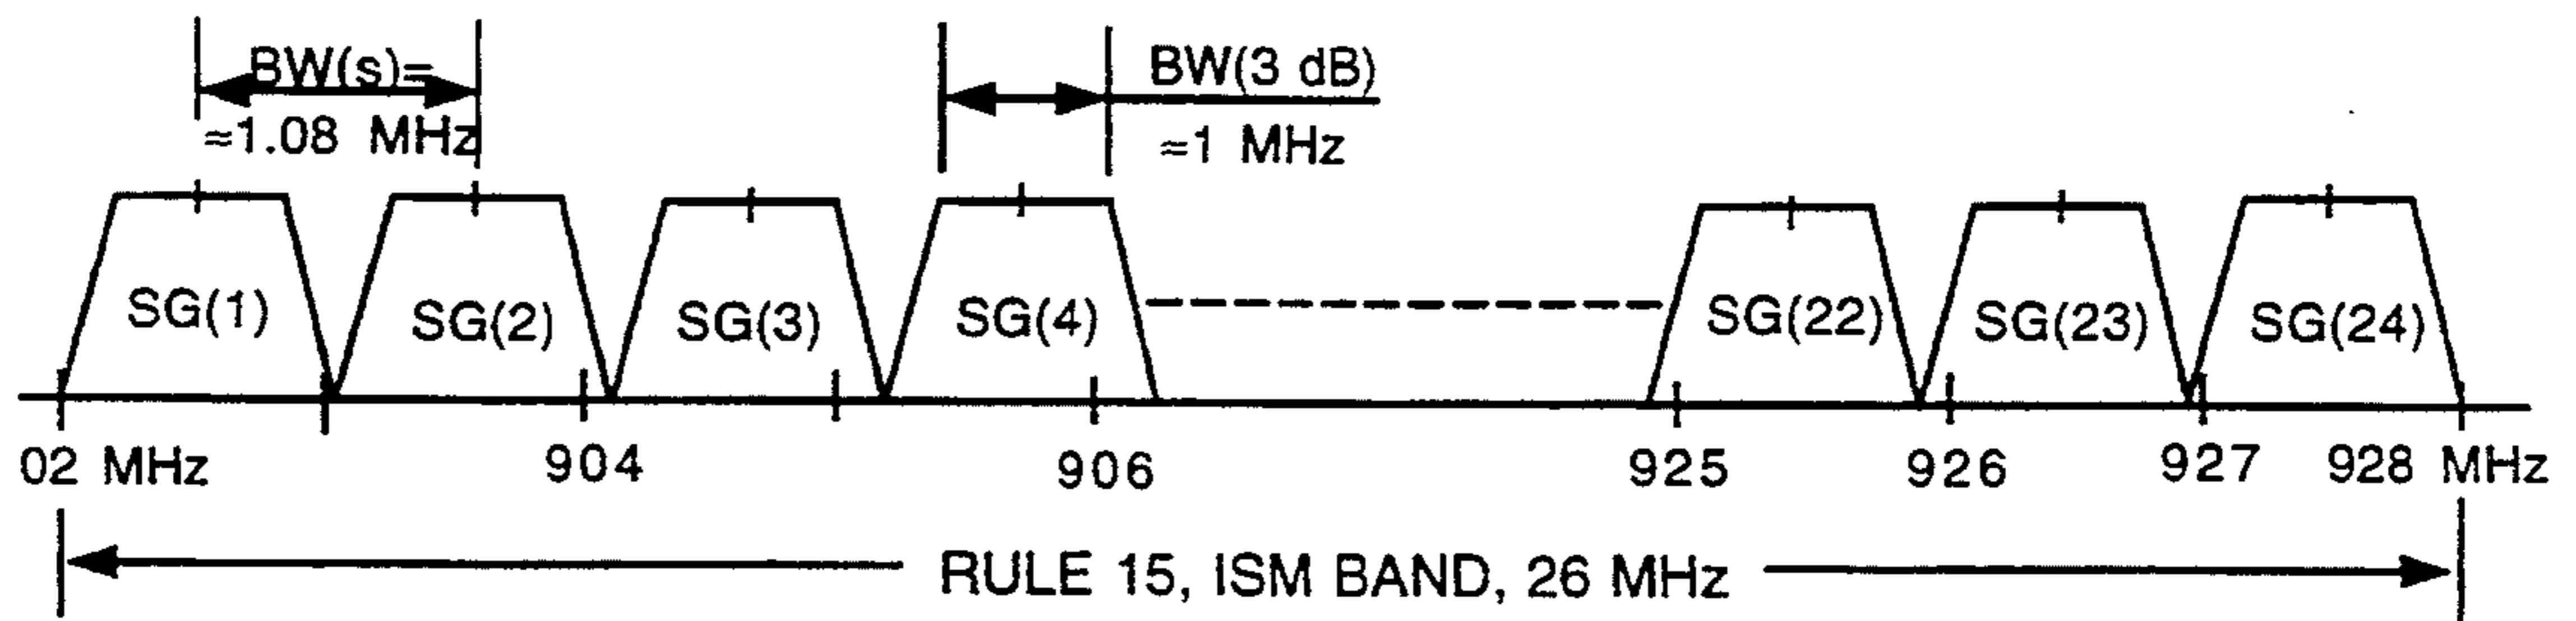 BW(s)=
≈1.08 MHz
BW(3 dB)
≈1 MHz
SG(1)
SG(2)
SG(3)
SG(4)
SG(22)
SG(23)
SG(24)
02 MHz
904
906
925
926
927
928 MHz
RULE 15, ISM BAND, 26 MHz